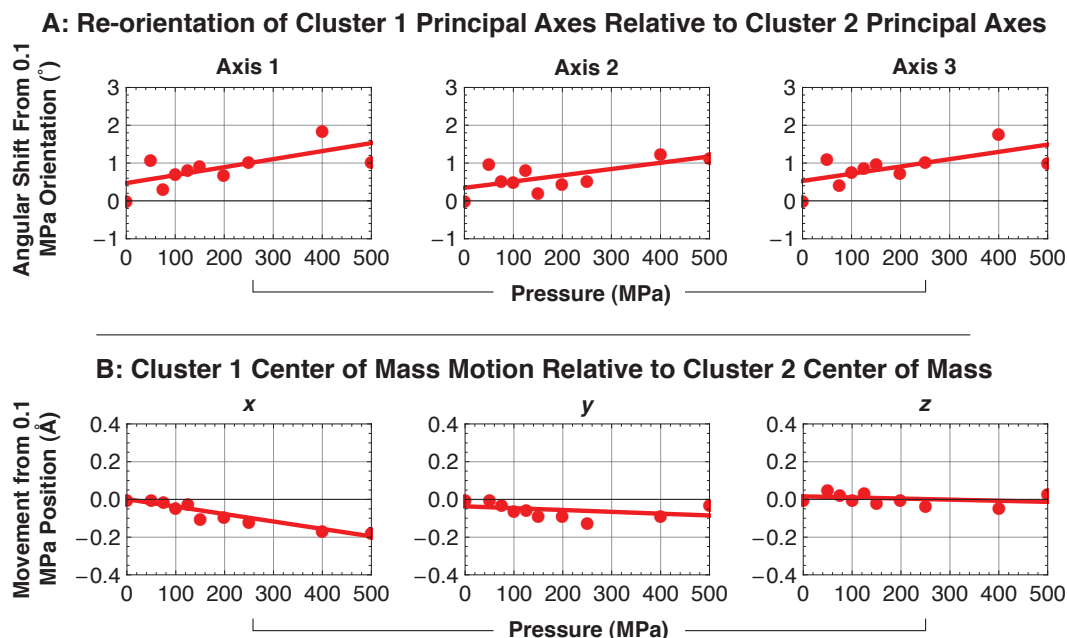 A: Re-orientation of Cluster 1 Principal Axes Relative to Cluster 2 Principal Axes
Angular Shift From 0.1
MPa Orientation (°)
Axis 1
Axis 2
Axis 3
3
2
1
0
−1
3
2
1
0
−1
3
2
1
0
−1
0 100 200 300 400 500
0 100 200 300 400 500
0 100 200 300 400 500
Pressure (MPa)
B: Cluster 1 Center of Mass Motion Relative to Cluster 2 Center of Mass
Movement from 0.1
MPa Position (Å)
x
y
z
0.4
0.2
0.0
−0.2
−0.4
0.4
0.2
0.0
−0.2
−0.4
0.4
0.2
0.0
−0.2
−0.4
0 100 200 300 400 500
0 100 200 300 400 500
0 100 200 300 400 500
Pressure (MPa)